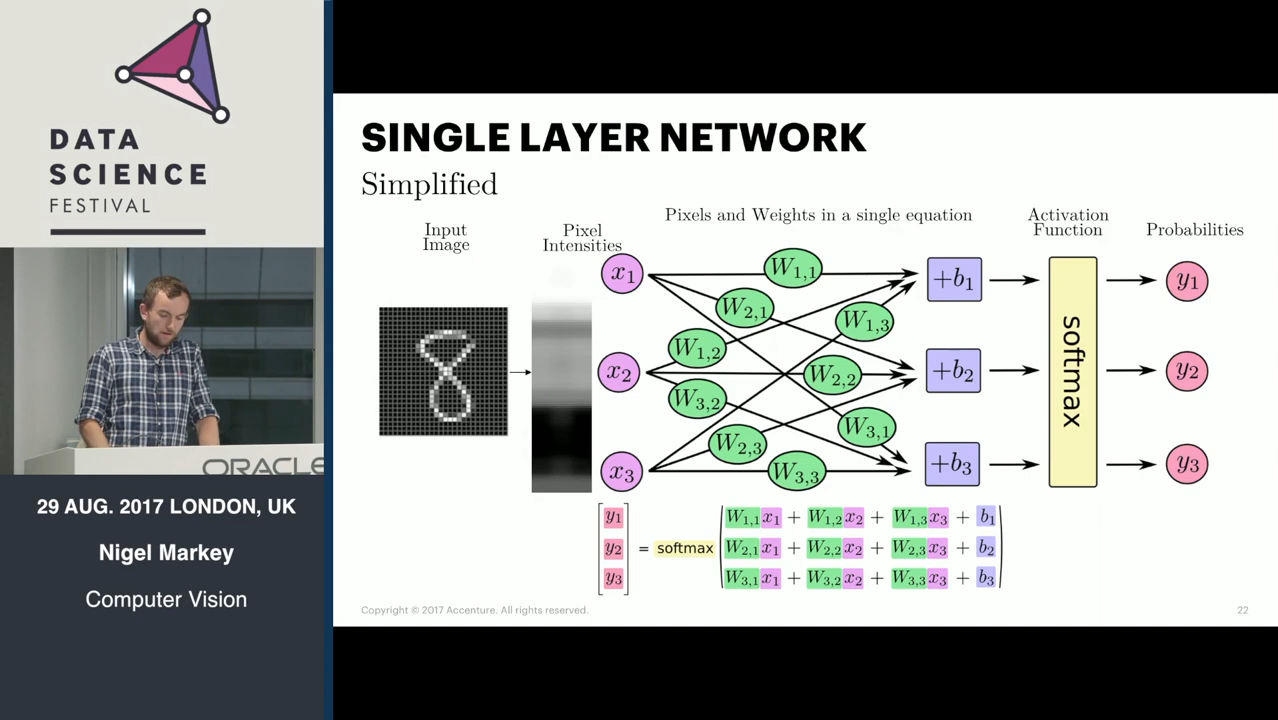 DATA
SCIENCE
FESTIVAL
ORACLE
29 AUG. 2017 LONDON, UK
Nigel Markey
Computer Vision
SINGLE LAYER NETWORK
Simplified
Input
Image
Pixel
Intensities
Pixels and Weights in a single equation
Activation
Function
Probabilities
x1
x2
x3
W1,1
W2,1
W1,3
W1,2
W2,2
W3,2
W3,1
W2,3
W3,3
+b1
+b2
+b3
softmax
y1
y2
y3
y1
y2
y3
= softmax
W1,1x1 + W1,2x2 + W1,3x3 + b1
W2,1x1 + W2,2x2 + W2,3x3 + b2
W3,1x1 + W3,2x2 + W3,3x3 + b3
Copyright © 2017 Accenture. All rights reserved.
22